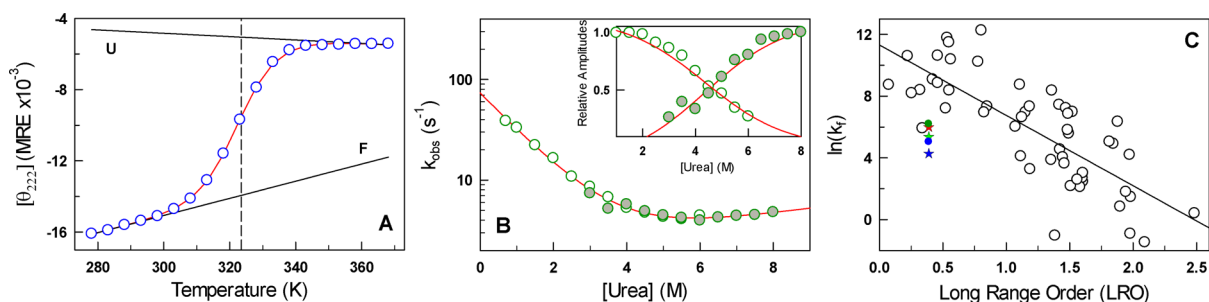 -4
-8
-12
-16
[θ222] (MRE x10-3)
U
F
A
280 300 320 340 360
Temperature (K)
100
10
kobs (s-1)
B
0 2 4 6 8
[Urea] (M)
1.0
0.5
Relative Amplitudes
2 4 6 8
[Urea] (M)
12
8
4
0
ln(kf)
C
0.0 0.5 1.0 1.5 2.0 2.5
Long Range Order (LRO)